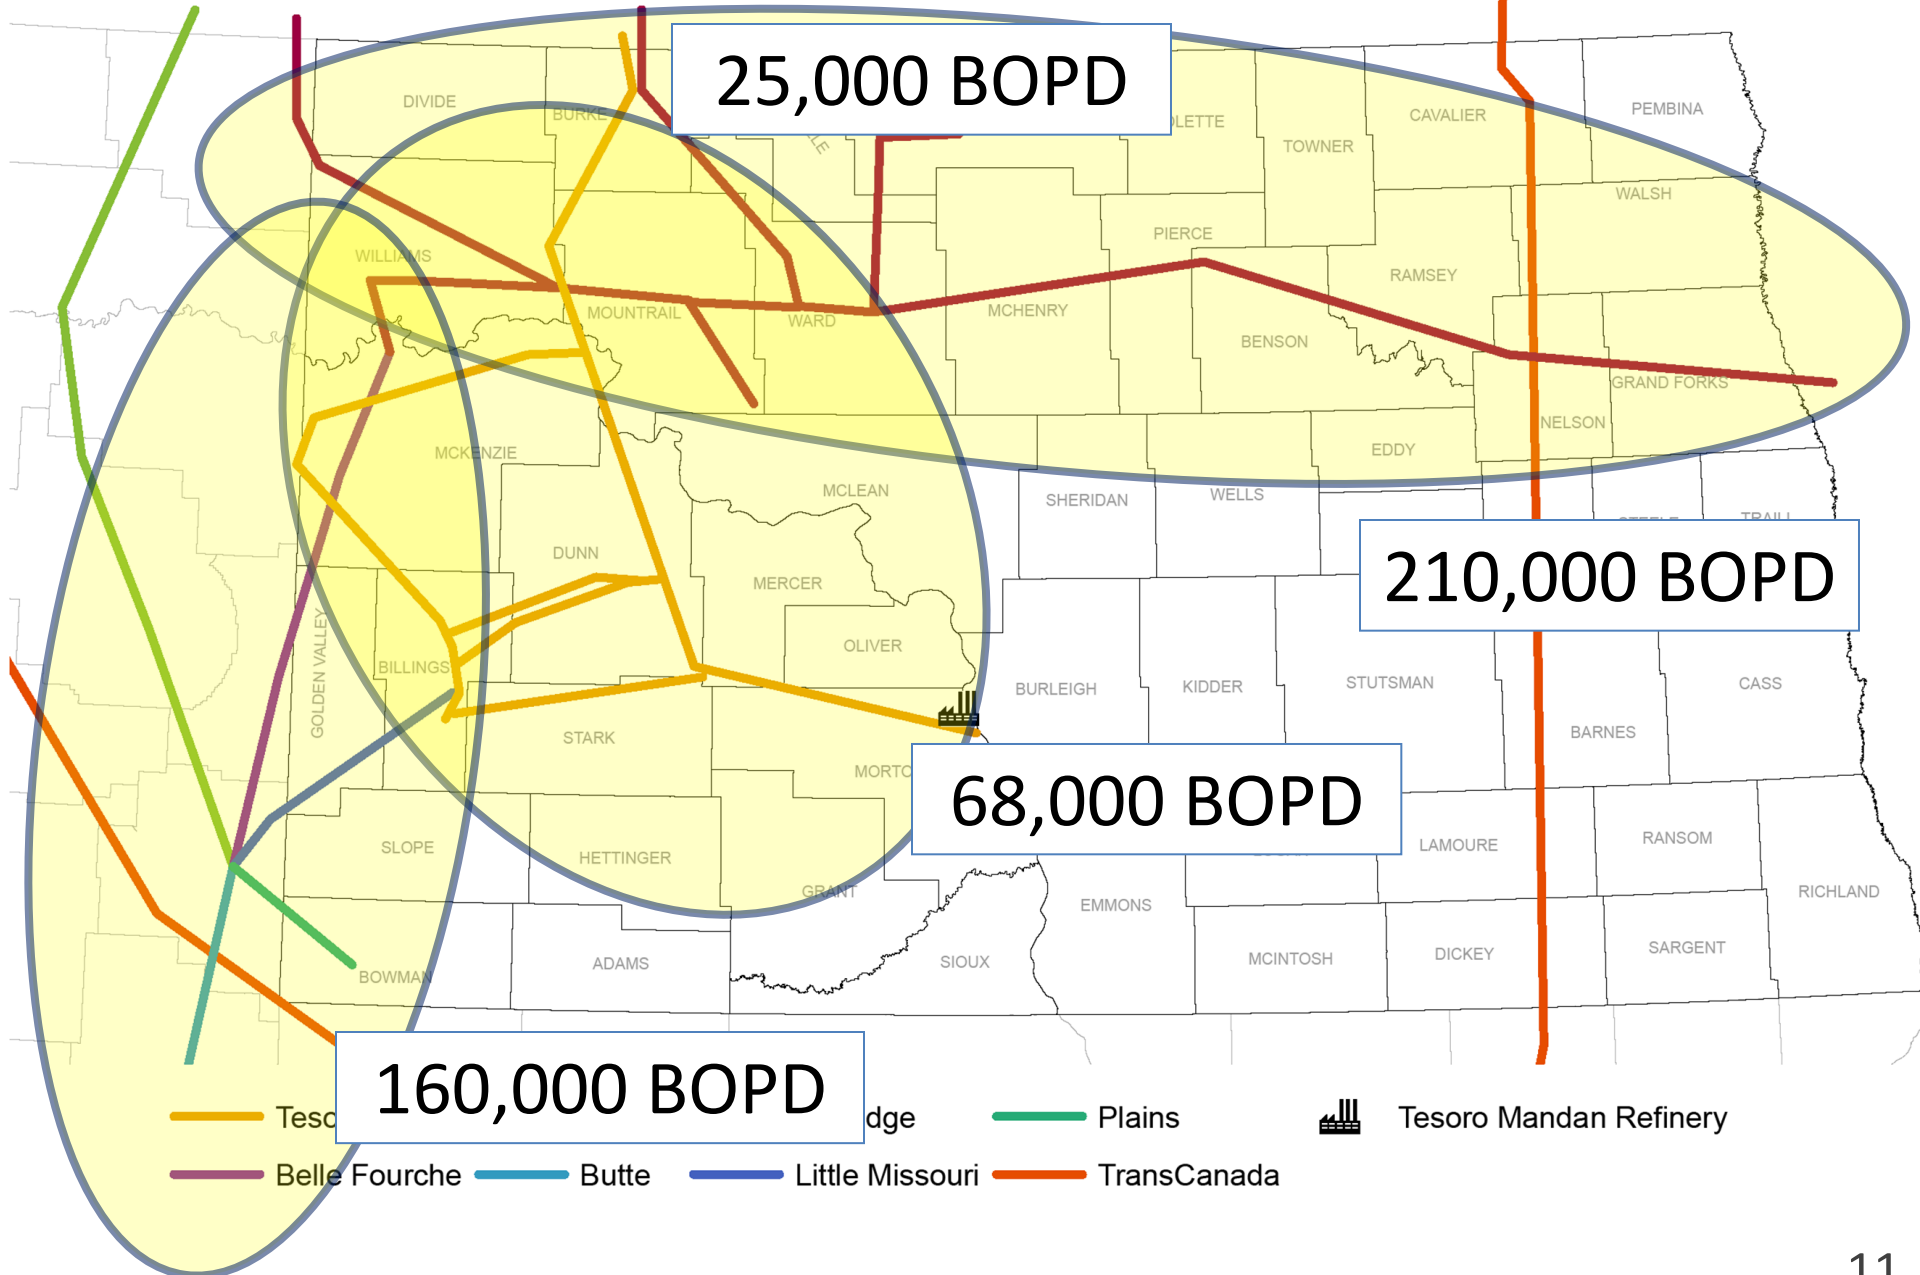 25,000 BOPD
DIVIDE
BURKE
CAVALIER
PEMBINA
LETTE
TOWNER
WALSH
WILLIAMS
PIERCE
RAMSEY
MOUNTRAIL
WARD
MCHENRY
BENSON
GRAND FORKS
NELSON
MCKENZIE
EDDY
MCLEAN
SHERIDAN
WELLS
DUNN
MERCER
210,000 BOPD
GOLDEN VALLEY
BILLINGS
OLIVER
BURLEIGH
KIDDER
STUTSMAN
CASS
STARK
BARNES
MORTO
68,000 BOPD
SLOPE
HETTINGER
LAMOURE
RANSOM
GRANT
EMMONS
RICHLAND
BOWMAN
ADAMS
SIOUX
MCINTOSH
DICKEY
SARGENT
160,000 BOPD
Teso
dge
Plains
Tesoro Mandan Refinery
Belle Fourche
Butte
Little Missouri
TransCanada
11